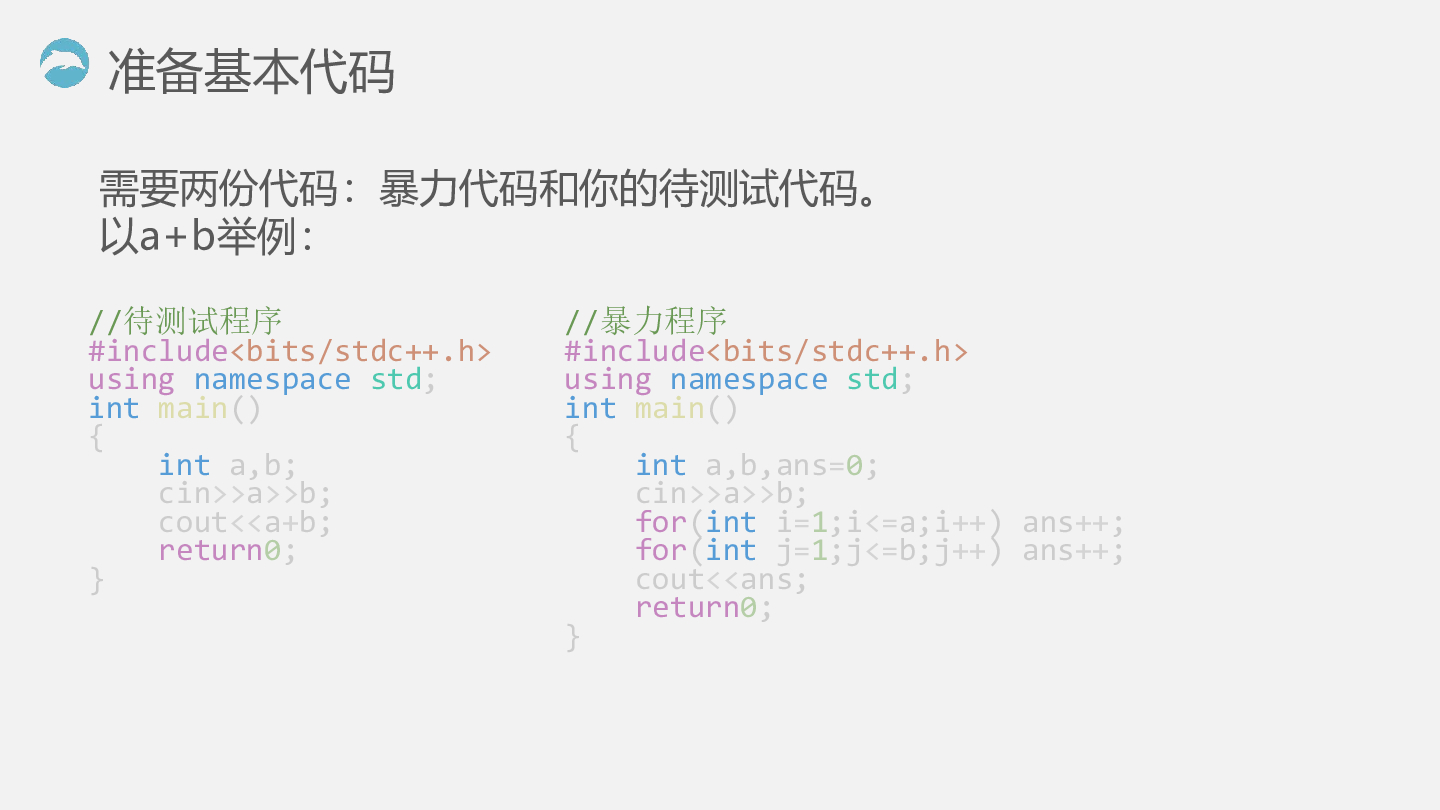 准备基本代码
需要两份代码：暴力代码和你的待测试代码。
以a+b举例：
//待测试程序
#include<bits/stdc++.h>
using namespace std;
int main()
{
    int a,b;
    cin>>a>>b;
    cout<<a+b;
    return0;
}
//暴力程序
#include<bits/stdc++.h>
using namespace std;
int main()
{
    int a,b,ans=0;
    cin>>a>>b;
    for(int i=1;i<=a;i++) ans++;
    for(int j=1;j<=b;j++) ans++;
    cout<<ans;
    return0;
}